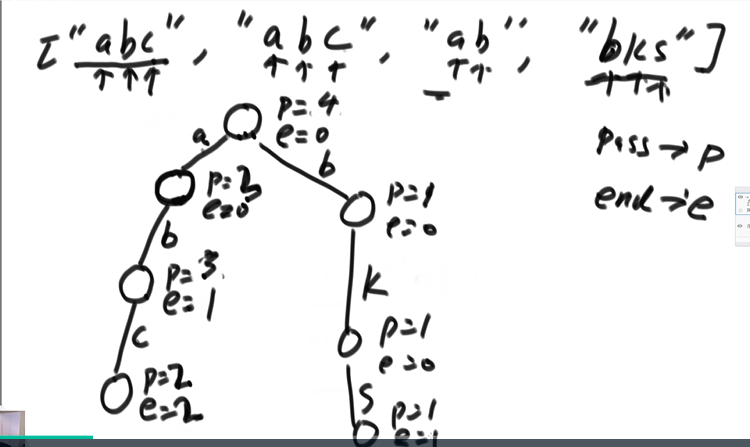 ["abc", "abc", "ab", "bks"]
p=4
e=0
pass→p
end→e
a
b
p=3
e=0
p=1
e=0
b
K
p=3
e=1
c
p=1
e=0
p=2
e=2
S
p=1
e=1